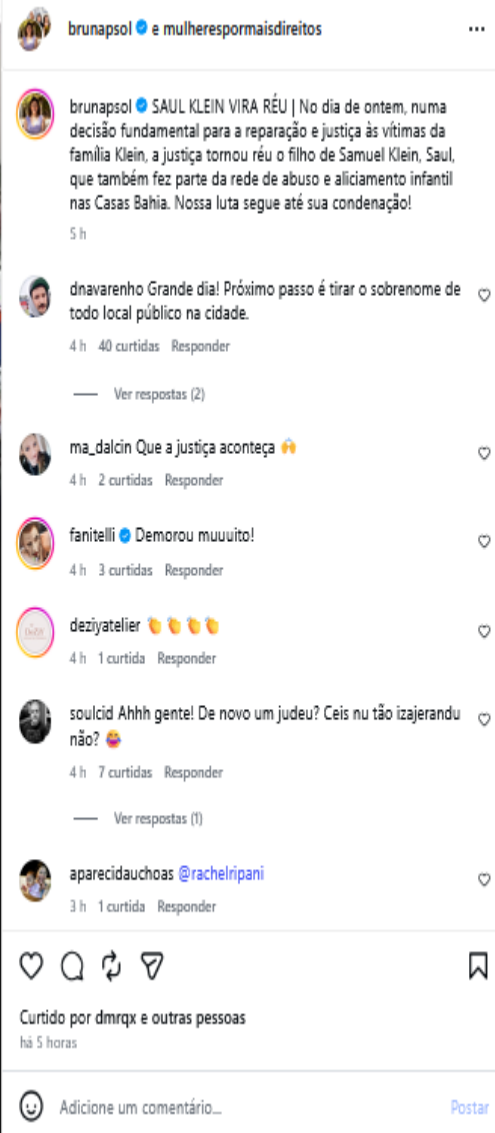 brunapsol e mulherespormaisdireitos
brunapsol SAUL KLEIN VIRA RÉU | No dia de ontem, numa
decisão fundamental para a reparação e justiça às vítimas da
família Klein, a justiça tornou réu o filho de Samuel Klein, Saul,
que também fez parte da rede de abuso e aliciamento infantil
nas Casas Bahia. Nossa luta segue até sua condenação!
5 h
dnavarenho Grande dia! Próximo passo é tirar o sobrenome de
todo local público na cidade.
4 h 40 curtidas Responder
Ver respostas (2)
ma_dalcin Que a justiça aconteça 🙌
4 h 2 curtidas Responder
fanitelli Demorou muuuito!
4 h 3 curtidas Responder
deziyatelier 👏👏👏👏
4 h 1 curtida Responder
soulcid Ahhh gente! De novo um judeu? Ceis nu tão izajerandu
não? 😂
4 h 7 curtidas Responder
Ver respostas (1)
aparecidauchoas @rachelripani
3 h 1 curtida Responder
Curtido por dmrqx e outras pessoas
há 5 horas
Adicione um comentário... Postar